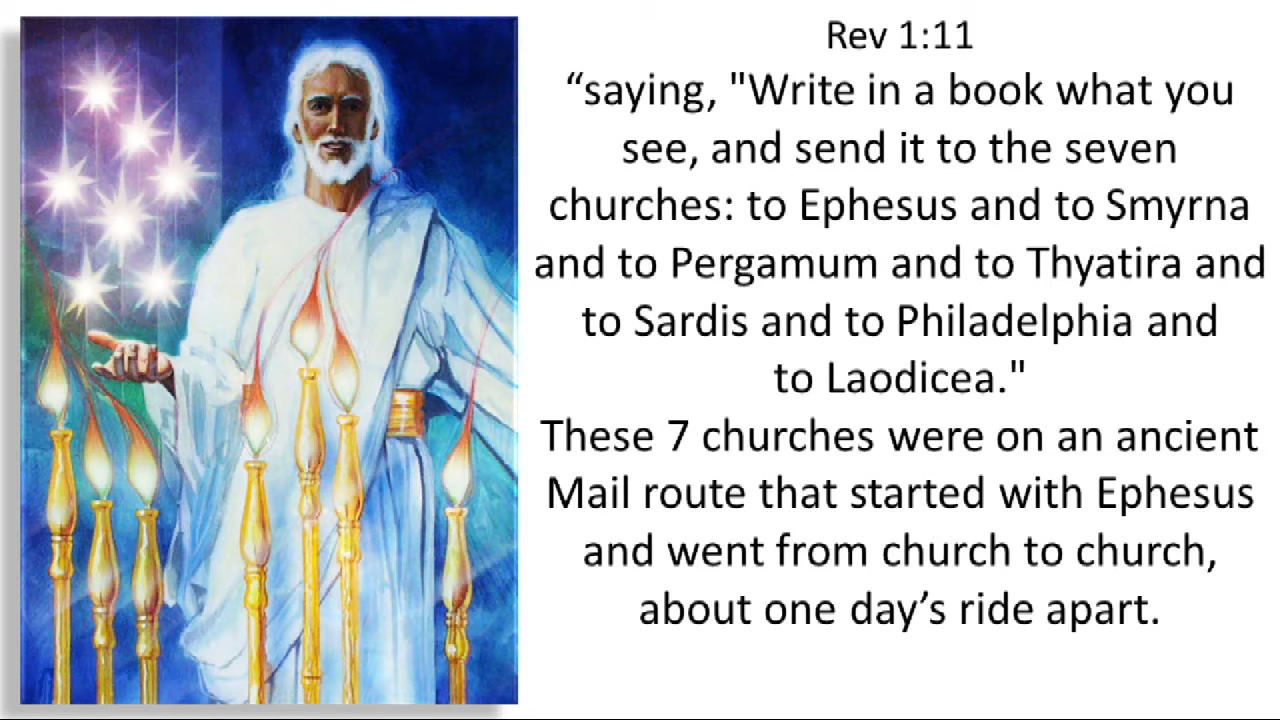 Rev 1:11
“saying, "Write in a book what you
see, and send it to the seven
churches: to Ephesus and to Smyrna
and to Pergamum and to Thyatira and
to Sardis and to Philadelphia and
to Laodicea."
These 7 churches were on an ancient
Mail route that started with Ephesus
and went from church to church,
about one day’s ride apart.